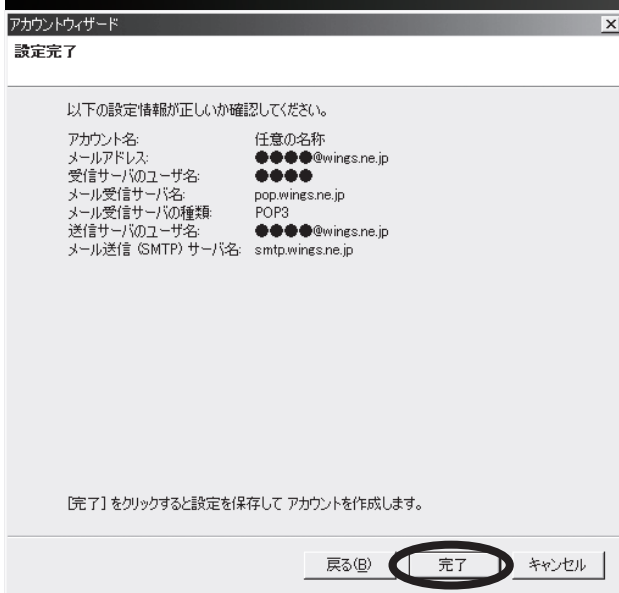 アカウントウィザード
設定完了
以下の設定情報が正しいか確認してください。
アカウント名: 任意の名称
メールアドレス: ●●●●@wings.ne.jp
受信サーバのユーザ名: ●●●●
メール受信サーバ名: pop.wings.ne.jp
メール受信サーバの種類: POP3
送信サーバのユーザ名: ●●●●@wings.ne.jp
メール送信 (SMTP) サーバ名: smtp.wings.ne.jp
[完了] をクリックすると設定を保存して アカウントを作成します。
戻る(B) 完了 キャンセル